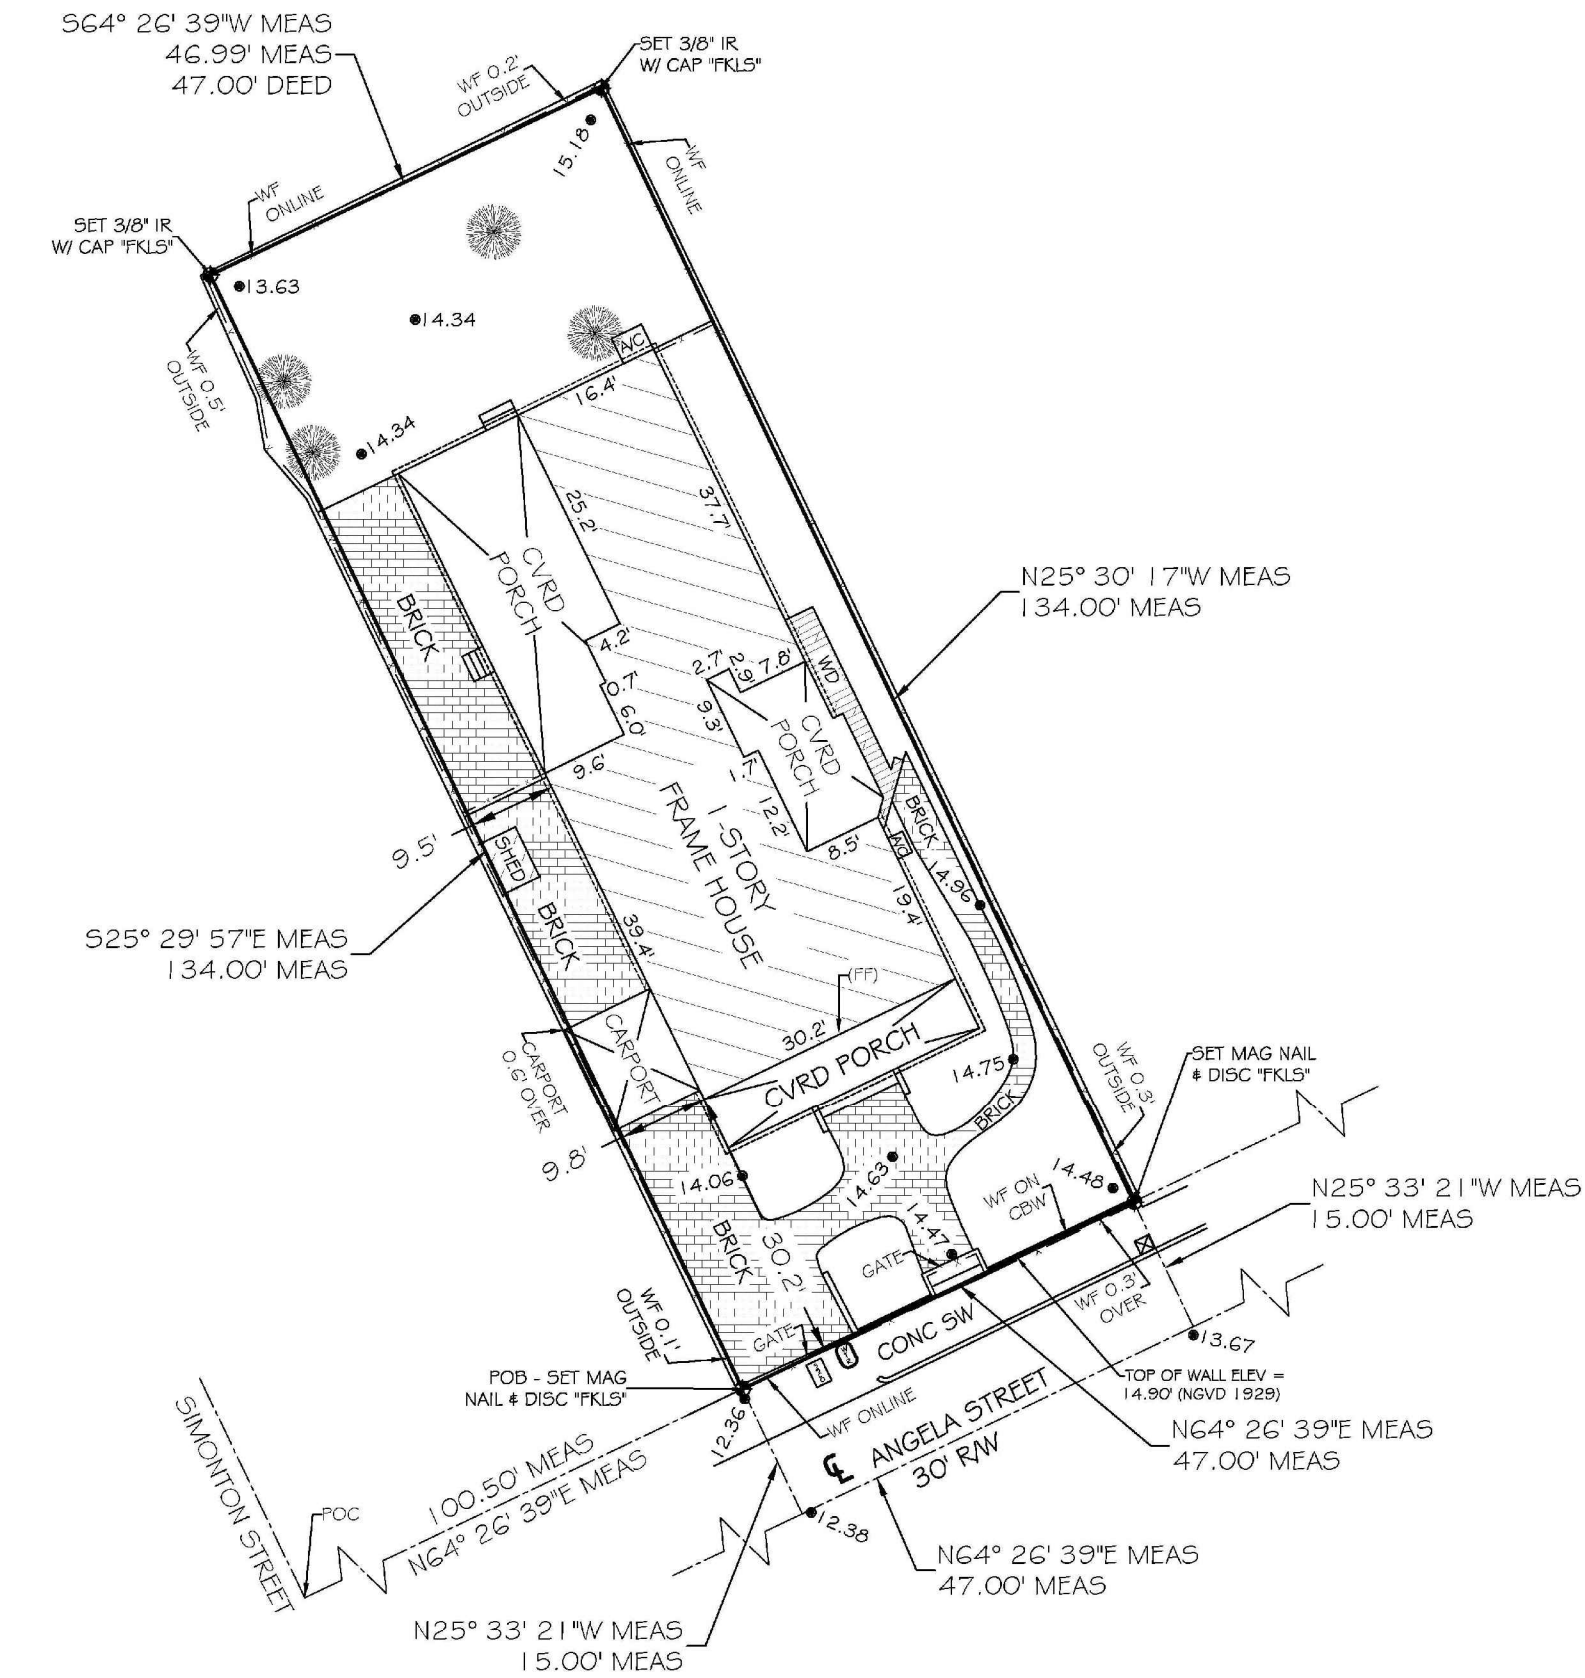 S64° 26' 39"W MEAS
46.99' MEAS
47.00' DEED
WF 0.2'
OUTSIDE
SET 3/8" IR
W/ CAP "FKLS"
15.18
WF
ONLINE
WF
ONLINE
SET 3/8" IR
W/ CAP "FKLS"
13.63
14.34
WF 0.5'
OUTSIDE
A/C
16.4'
14.34
37.7'
25.2'
CVRD
PORCH
BRICK
N25° 30' 17"W MEAS
134.00' MEAS
4.2'
0.7'
6.0'
9.6'
2.7'
2.9'
7.8'
WD
9.3'
CVRD
PORCH
12.2'
8.5'
1-STORY
FRAME HOUSE
BRICK
A/C
14.96
19.4'
9.5'
SHED
BRICK
39.4'
S25° 29' 57"E MEAS
134.00' MEAS
(FF)
30.2'
CVRD PORCH
CARPORT
CARPORT
0.6' OVER
14.75
BRICK
WF 0.3'
OUTSIDE
SET MAG NAIL
& DISC "FKLS"
9.8'
14.06
14.63
14.48
WF ON
CBW
N25° 33' 21"W MEAS
15.00' MEAS
BRICK
30.2'
14.47
GATE
GATE
WF 0.1'
OUTSIDE
WF 0.3'
OVER
CONC SW
13.67
POB - SET MAG
NAIL & DISC "FKLS"
12.36
WF ONLINE
TOP OF WALL ELEV =
14.90' (NGVD 1929)
ANGELA STREET
30' R/W
N64° 26' 39"E MEAS
47.00' MEAS
SIMONTON STREET
POC
100.50' MEAS
N64° 26' 39"E MEAS
12.38
N64° 26' 39"E MEAS
47.00' MEAS
N25° 33' 21"W MEAS
15.00' MEAS